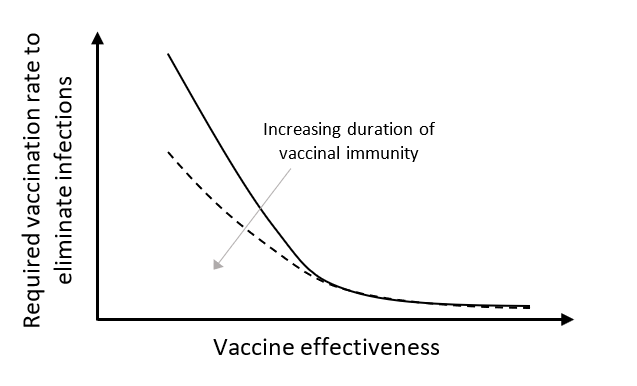 Required vaccination rate to
eliminate infections
Increasing duration of
vaccinal immunity
Vaccine effectiveness